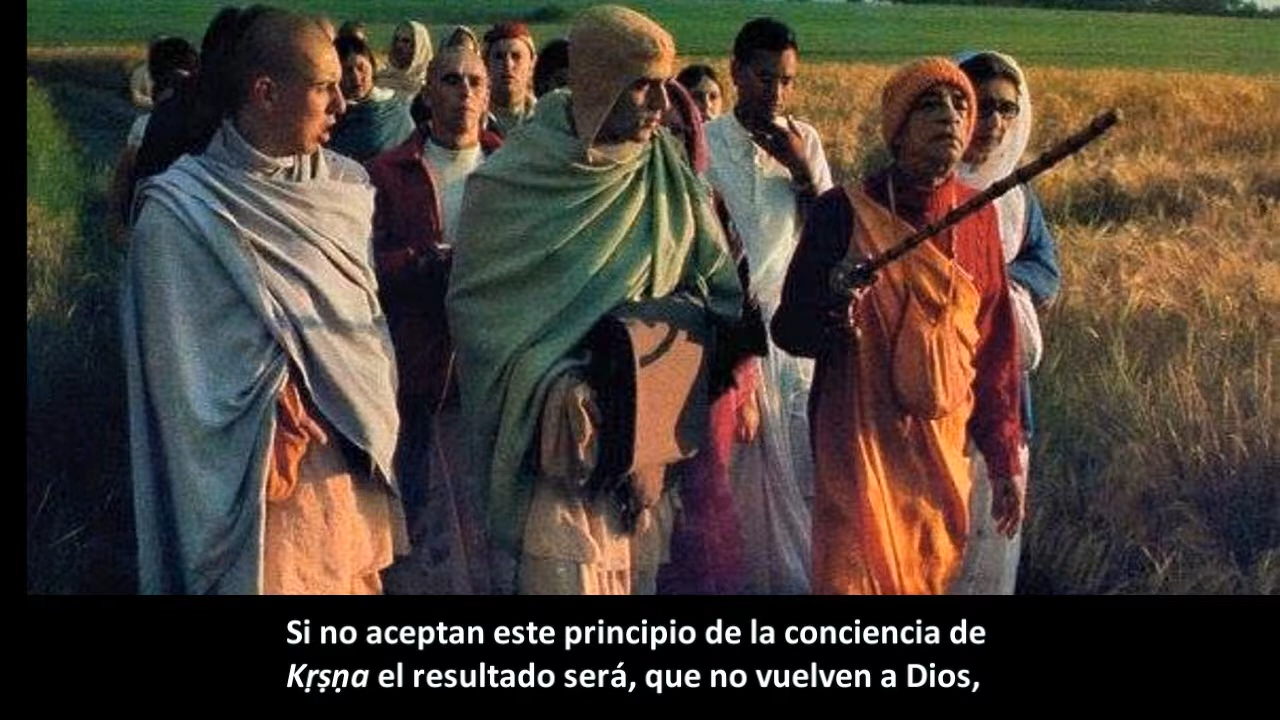 Si no aceptan este principio de la conciencia de
Kṛṣṇa el resultado será, que no vuelven a Dios,